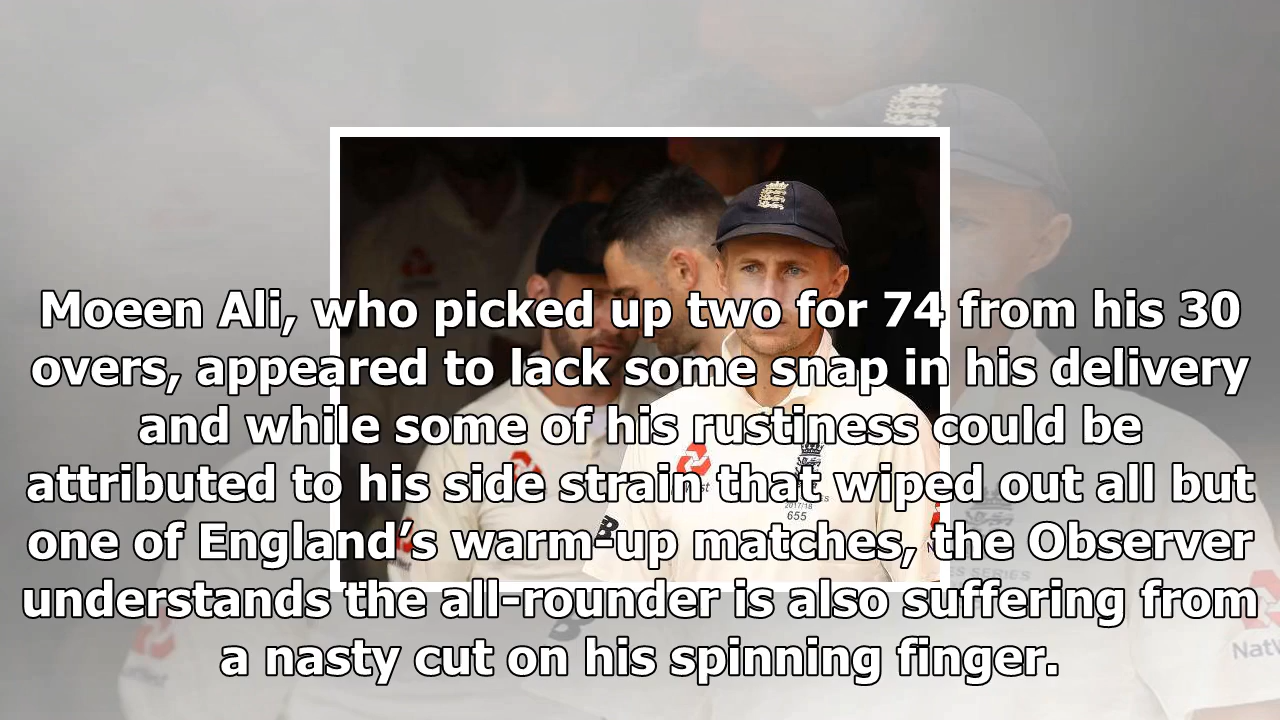 Moeen Ali, who picked up two for 74 from his 30
overs, appeared to lack some snap in his delivery
and while some of his rustiness could be
attributed to his side strain that wiped out all but
one of England’s warm-up matches, the Observer
understands the all-rounder is also suffering from
a nasty cut on his spinning finger.
2017/18
655